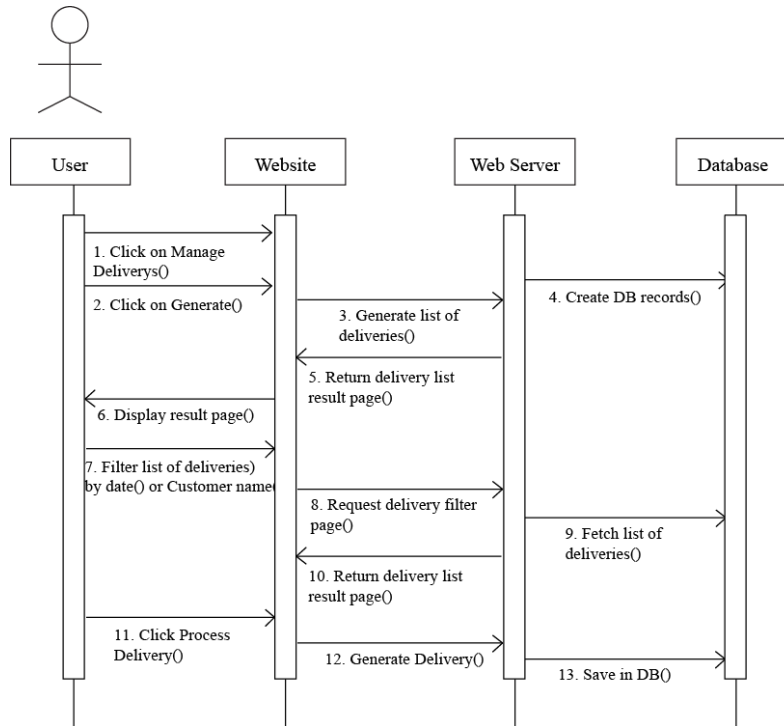 User
Website
Web Server
Database
1. Click on Manage
Deliverys()
2. Click on Generate()
3. Generate list of
deliveries()
4. Create DB records()
5. Return delivery list
result page()
6. Display result page()
7. Filter list of deliveries)
by date() or Customer name(
8. Request delivery filter
page()
9. Fetch list of
deliveries()
10. Return delivery list
result page()
11. Click Process
Delivery()
12. Generate Delivery()
13. Save in DB()